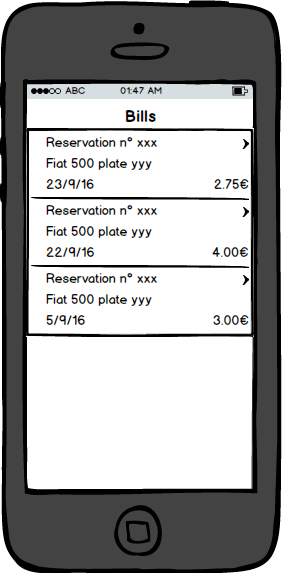 ABC 01:47 AM
Bills
Reservation n° xxx
Fiat 500 plate yyy
23/9/16 2.75€
Reservation n° xxx
Fiat 500 plate yyy
22/9/16 4.00€
Reservation n° xxx
Fiat 500 plate yyy
5/9/16 3.00€